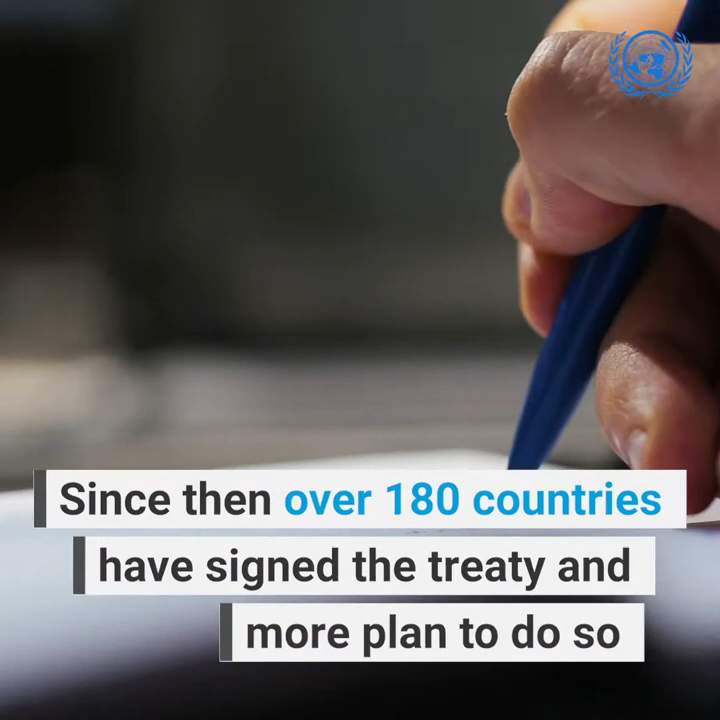 Since then over 180 countries
have signed the treaty and
more plan to do so